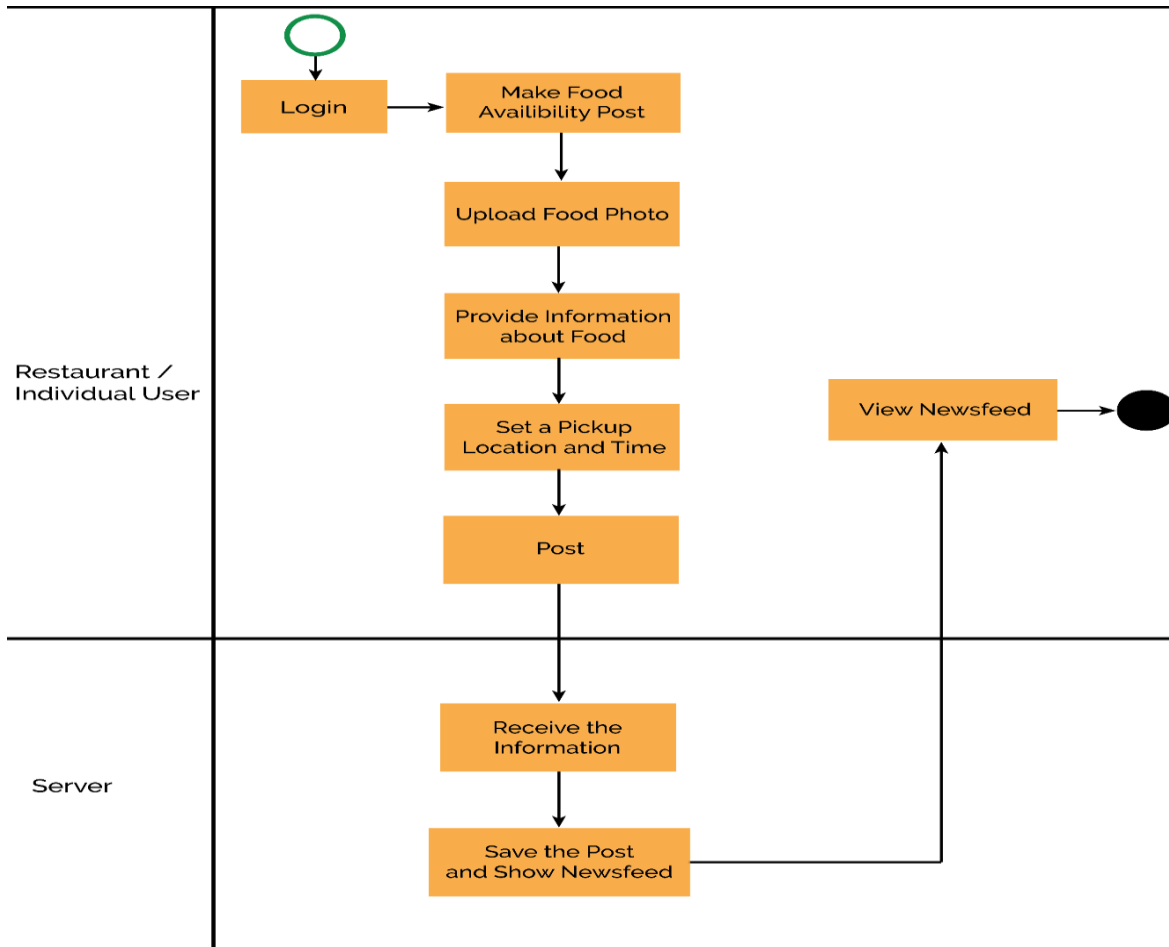 Login
Make Food
Availibility Post
Upload Food Photo
Provide Information
about Food
Restaurant /
Individual User
Set a Pickup
Location and Time
View Newsfeed
Post
Server
Receive the
Information
Save the Post
and Show Newsfeed